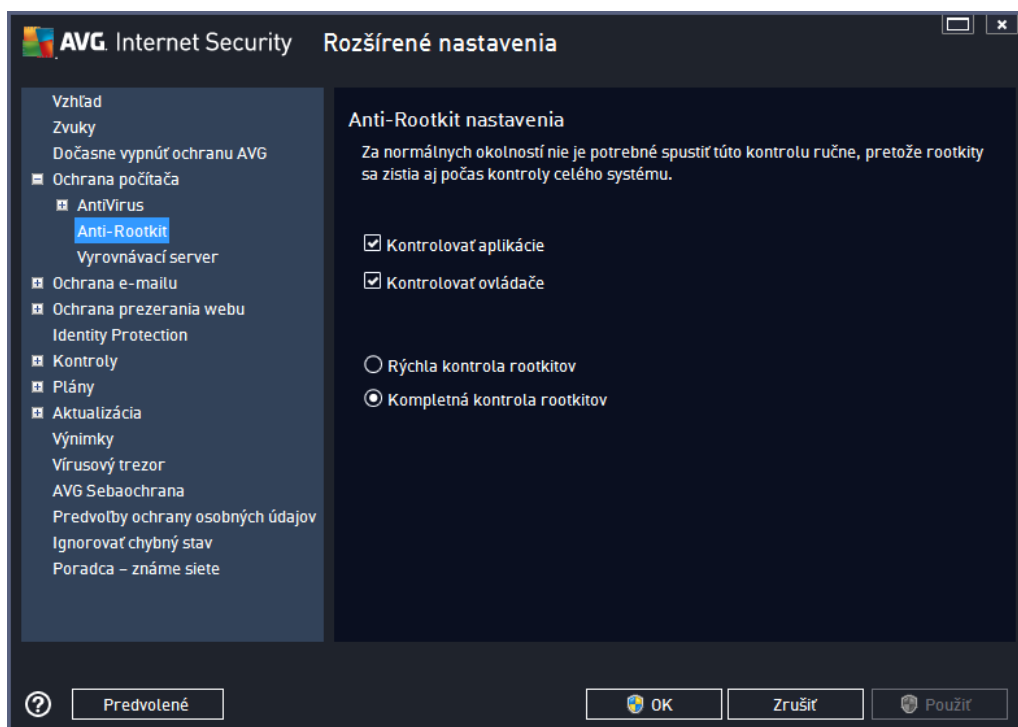 AVG. Internet Security Rozšírené nastavenia
Vzhľad
Zvuky
Dočasne vypnúť ochranu AVG
Ochrana počítača
AntiVirus
Anti-Rootkit
Vyrovnávací server
Ochrana e-mailu
Ochrana prezerania webu
Identity Protection
Kontroly
Plány
Aktualizácia
Výnimky
Vírusový trezor
AVG Sebaochrana
Predvoľby ochrany osobných údajov
Ignorovať chybný stav
Poradca – známe siete
Anti-Rootkit nastavenia
Za normálnych okolností nie je potrebné spustiť túto kontrolu ručne, pretože rootkity
sa zistia aj počas kontroly celého systému.
Kontrolovať aplikácie
Kontrolovať ovládače
Rýchla kontrola rootkitov
Kompletná kontrola rootkitov
Predvolené
OK
Zrušiť
Použiť